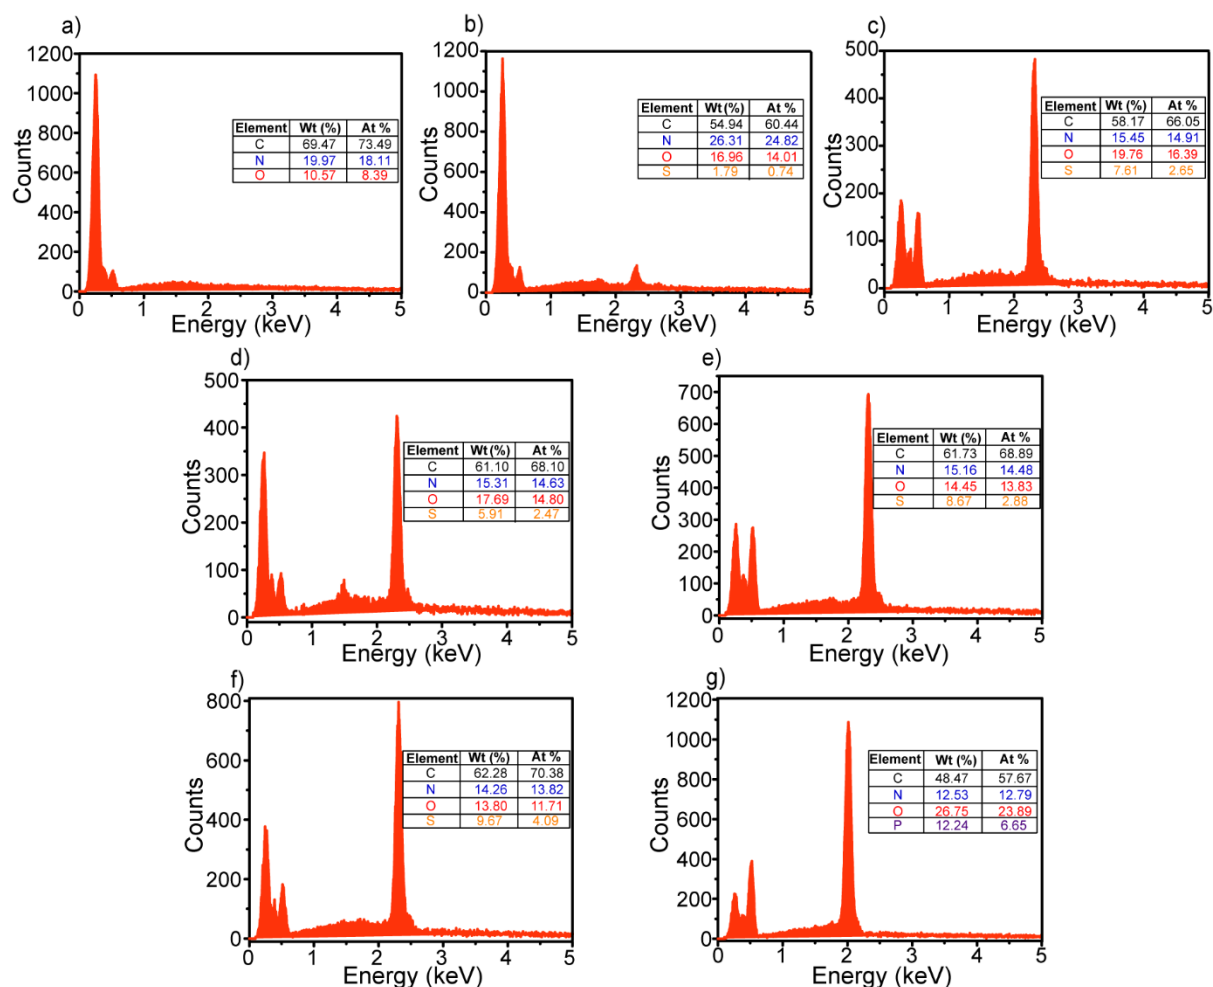 a)
1200
1000
800
600
400
200
0
Counts
Element Wt (%) At %
C 69.47 73.49
N 19.97 18.11
O 10.57 8.39
0 1 2 3 4 5
Energy (keV)
b)
1200
1000
800
600
400
200
0
Counts
Element Wt (%) At %
C 54.94 60.44
N 26.31 24.82
O 16.96 14.01
S 1.79 0.74
0 1 2 3 4 5
Energy (keV)
c)
500
400
300
200
100
0
Counts
Element Wt (%) At %
C 58.17 66.05
N 15.45 14.91
O 19.76 16.39
S 7.61 2.65
0 1 2 3 4 5
Energy (keV)
d)
500
400
300
200
100
0
Counts
Element Wt (%) At %
C 61.10 68.10
N 15.31 14.63
O 17.69 14.80
S 5.91 2.47
0 1 2 3 4 5
Energy (keV)
e)
700
600
500
400
300
200
100
0
Counts
Element Wt (%) At %
C 61.73 68.89
N 15.16 14.48
O 14.45 13.83
S 8.67 2.88
0 1 2 3 4 5
Energy (keV)
f)
800
600
400
200
0
Counts
Element Wt (%) At %
C 62.28 70.38
N 14.26 13.82
O 13.80 11.71
S 9.67 4.09
0 1 2 3 4 5
Energy (keV)
g)
1200
1000
800
600
400
200
0
Counts
Element Wt (%) At %
C 48.47 57.67
N 12.53 12.79
O 26.75 23.89
P 12.24 6.65
0 1 2 3 4 5
Energy (keV)